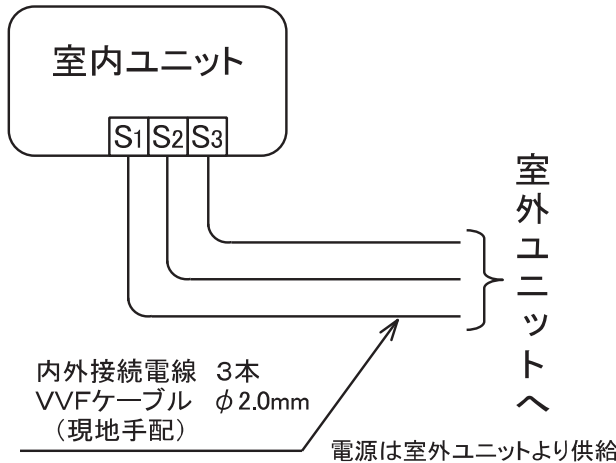 室内ユニット
S1 S2 S3
室外ユニットへ
内外接続電線 3本
VVFケーブル φ2.0mm
(現地手配)
電源は室外ユニットより供給